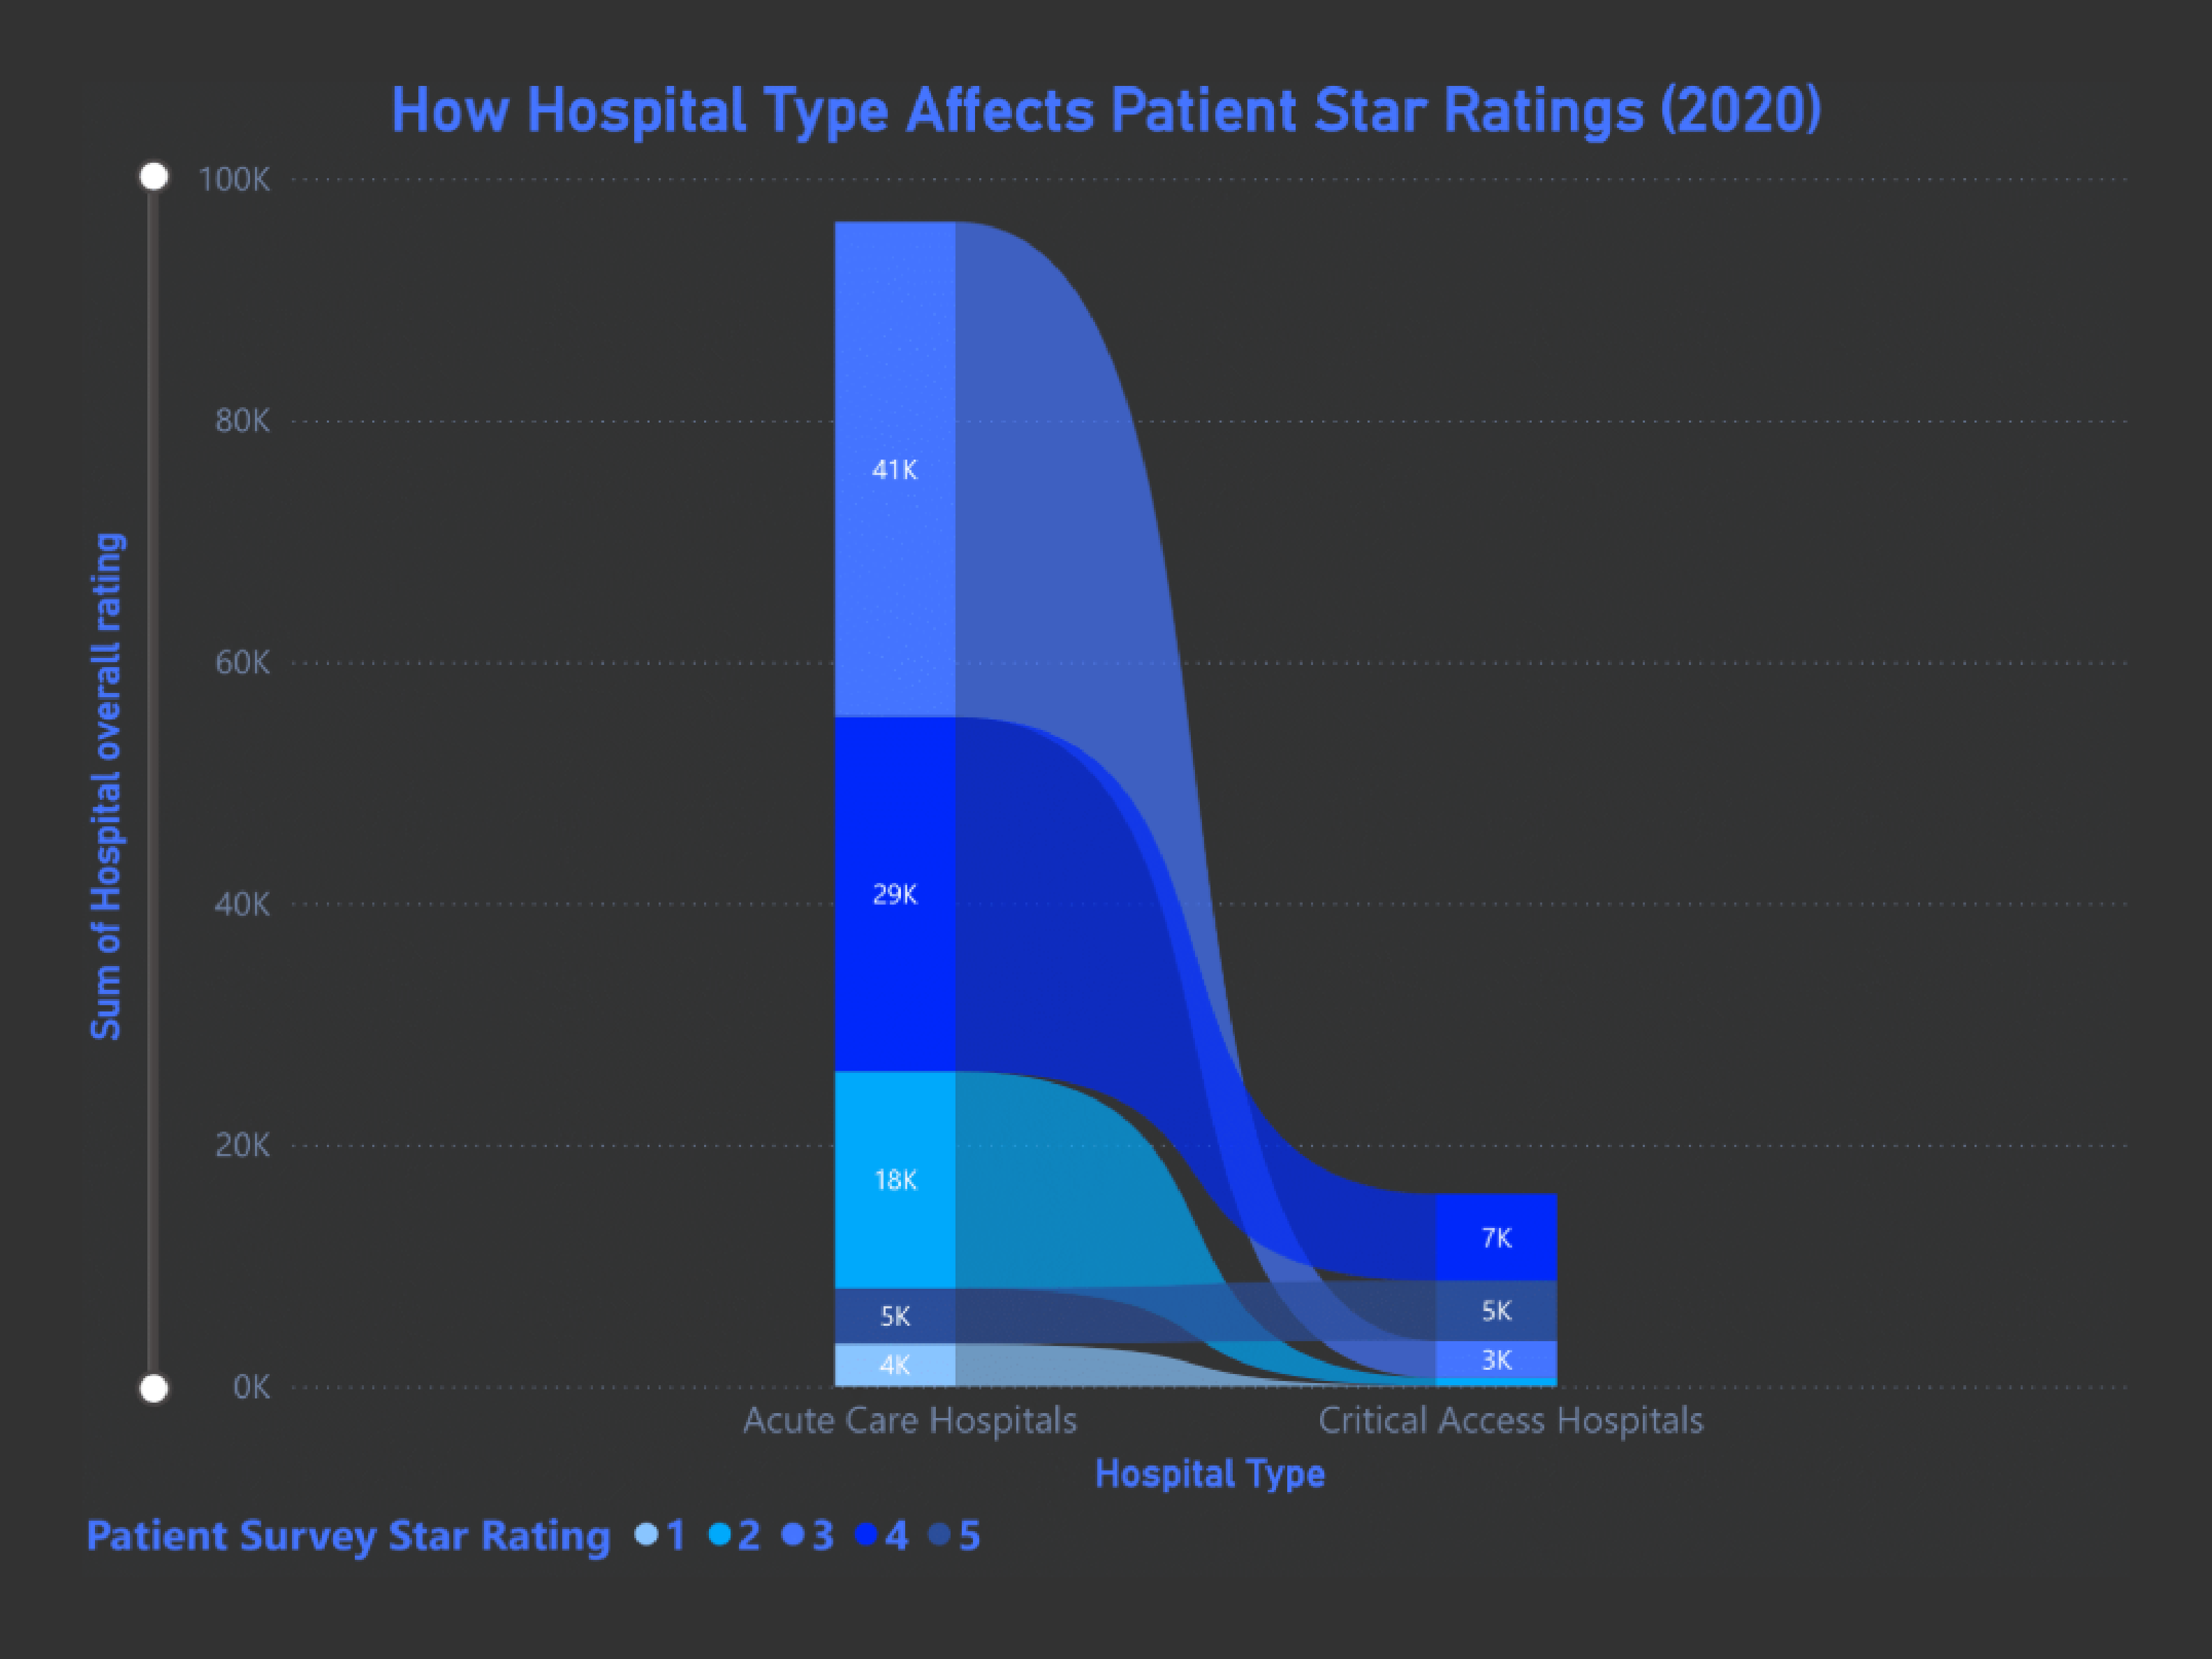 How Hospital Type Affects Patient Star Ratings (2020)
100K
80K
60K
40K
20K
0K
Sum of Hospital overall rating
41K
29K
18K
5K
4K
7K
5K
3K
Acute Care Hospitals
Critical Access Hospitals
Hospital Type
Patient Survey Star Rating 1 2 3 4 5